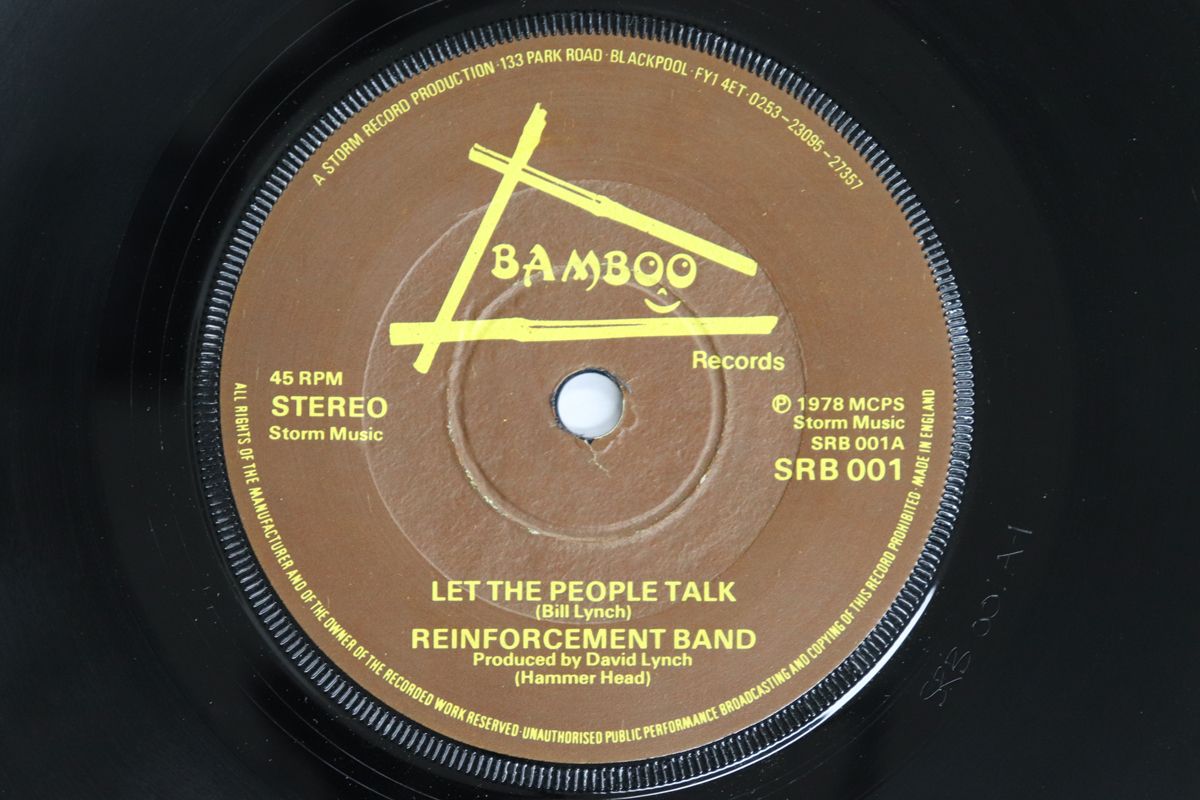 A STORM RECORD PRODUCTION · 133 PARK ROAD · BLACKPOOL · FY1 4ET · 0253-23095-27357
BAMBOO
Records
45 RPM
STEREO
Storm Music
℗ 1978 MCPS
Storm Music
SRB 001A
SRB 001
LET THE PEOPLE TALK
(Bill Lynch)
REINFORCEMENT BAND
Produced by David Lynch
(Hammer Head)
ALL RIGHTS OF THE MANUFACTURER AND OF THE OWNER OF THE RECORDED WORK RESERVED · UNAUTHORISED PUBLIC PERFORMANCE BROADCASTING AND COPYING OF THIS RECORD PROHIBITED · MADE IN ENGLAND